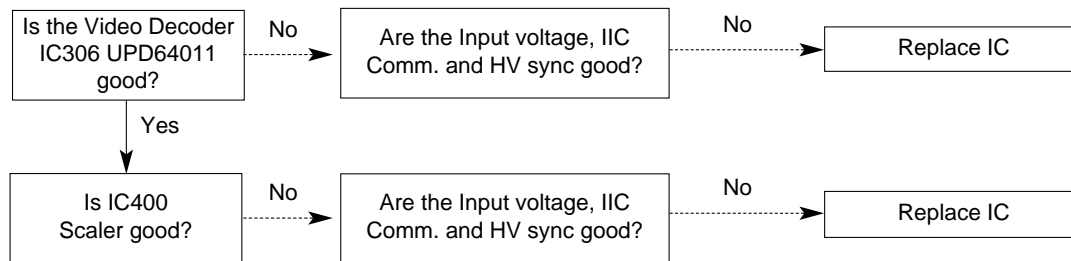 Is the Video Decoder
IC306 UPD64011
good?
No
Are the Input voltage, IIC
Comm. and HV sync good?
No
Replace IC
Yes
Is IC400
Scaler good?
No
Are the Input voltage, IIC
Comm. and HV sync good?
No
Replace IC